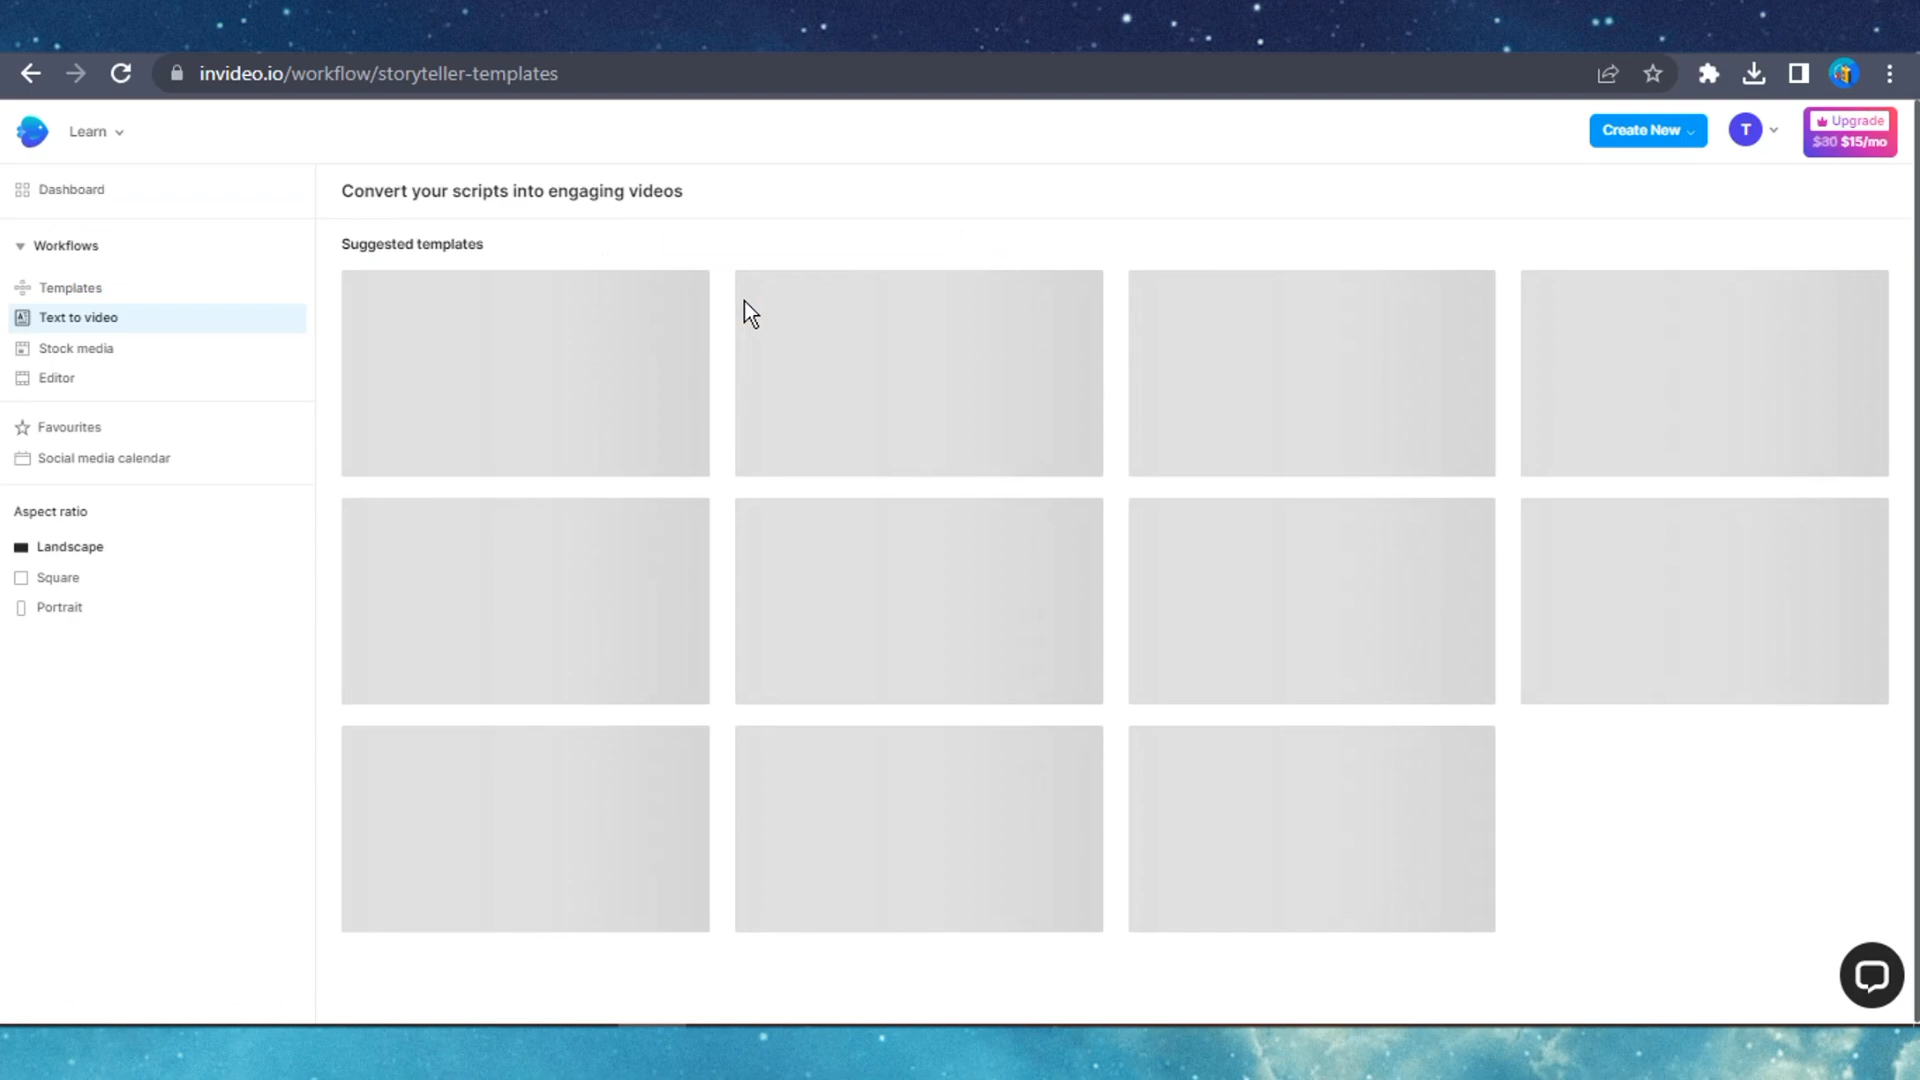 invideo.io/workflow/storyteller-templates
Learn
Create New
T
Upgrade
$30 $15/mo
Dashboard
Convert your scripts into engaging videos
Workflows
Suggested templates
Templates
Text to video
Stock media
Editor
Favourites
Social media calendar
Aspect ratio
Landscape
Square
Portrait